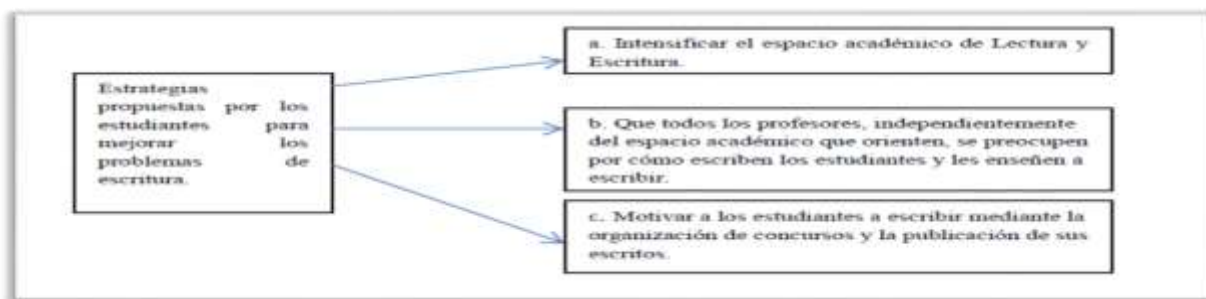 Estrategias
propuestas por los
estudiantes para
mejorar los
problemas de
escritura.
a. Intensificar el espacio académico de Lectura y
Escritura.
b. Que todos los profesores, independientemente
del espacio académico que orienten, se preocupen
por cómo escriben los estudiantes y les enseñen a
escribir.
c. Motivar a los estudiantes a escribir mediante la
organización de concursos y la publicación de sus
escritos.